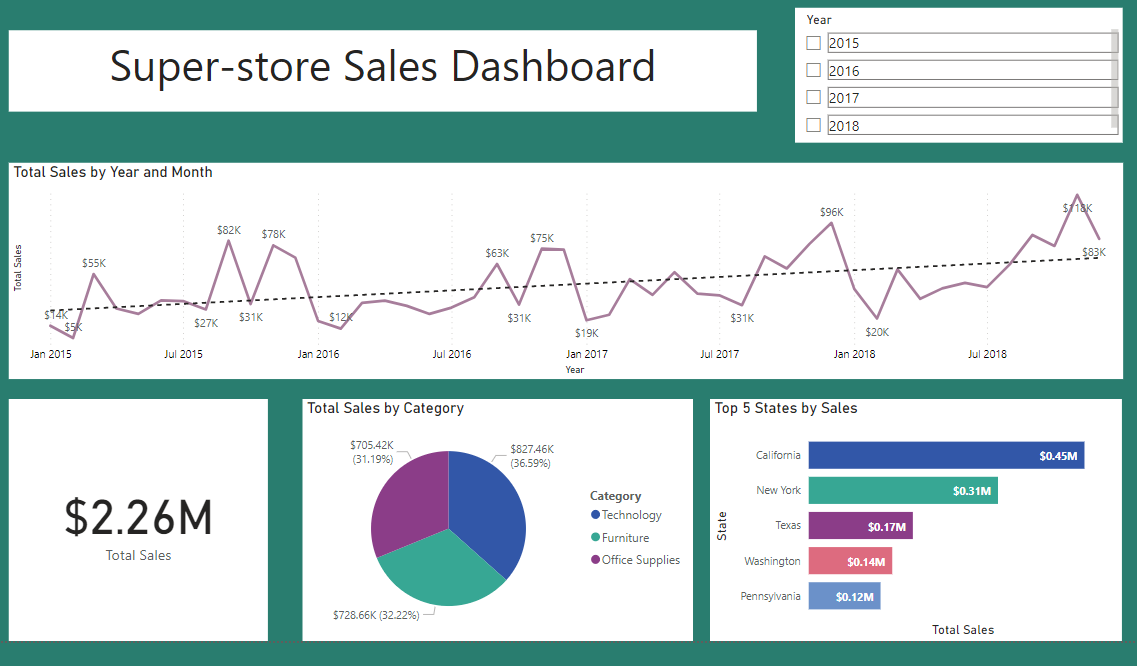 Super-store Sales Dashboard
Year
2015
2016
2017
2018
Total Sales by Year and Month
Total Sales
$14K
$5K
$55K
$27K
$82K
$31K
$78K
$12K
$63K
$31K
$75K
$19K
$31K
$96K
$20K
$118K
$83K
Jan 2015
Jul 2015
Jan 2016
Jul 2016
Jan 2017
Jul 2017
Jan 2018
Jul 2018
Year
$2.26M
Total Sales
Total Sales by Category
$705.42K
(31.19%)
$827.46K
(36.59%)
$728.66K (32.22%)
Category
Technology
Furniture
Office Supplies
Top 5 States by Sales
State
California $0.45M
New York $0.31M
Texas $0.17M
Washington $0.14M
Pennsylvania $0.12M
Total Sales